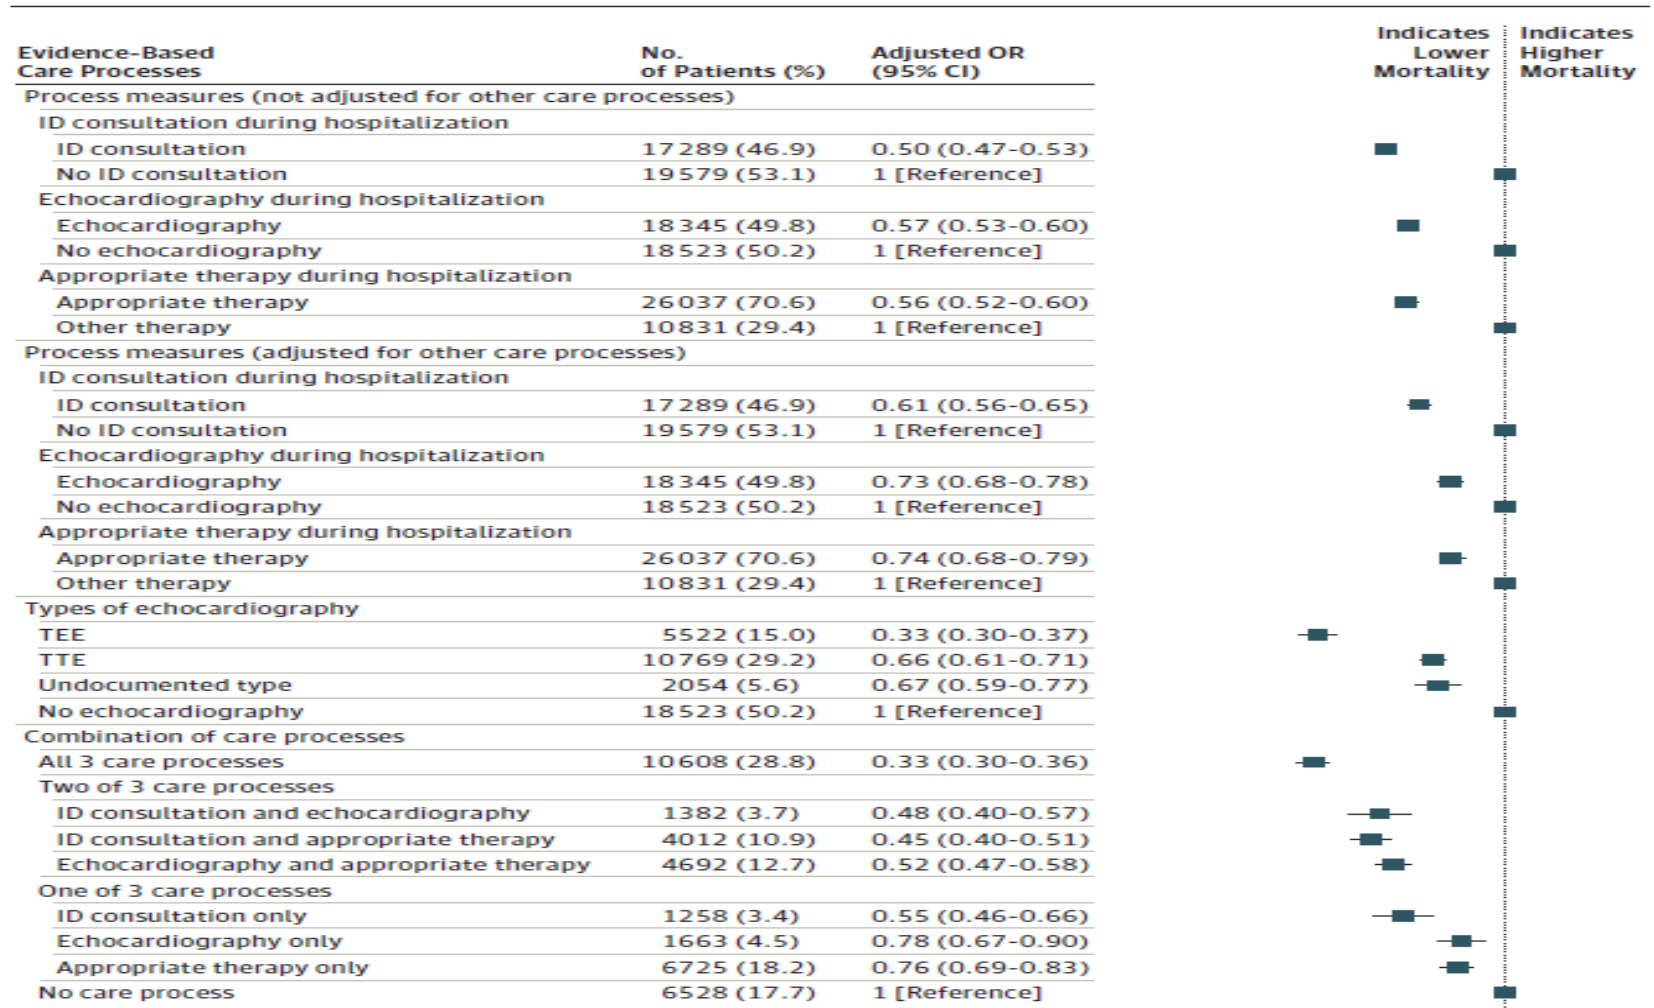 Evidence-Based Care Processes No. of Patients (%) Adjusted OR (95% CI) Indicates Lower Mortality Indicates Higher Mortality
Process measures (not adjusted for other care processes)
ID consultation during hospitalization
ID consultation 17289 (46.9) 0.50 (0.47-0.53)
No ID consultation 19579 (53.1) 1 [Reference]
Echocardiography during hospitalization
Echocardiography 18345 (49.8) 0.57 (0.53-0.60)
No echocardiography 18523 (50.2) 1 [Reference]
Appropriate therapy during hospitalization
Appropriate therapy 26037 (70.6) 0.56 (0.52-0.60)
Other therapy 10831 (29.4) 1 [Reference]
Process measures (adjusted for other care processes)
ID consultation during hospitalization
ID consultation 17289 (46.9) 0.61 (0.56-0.65)
No ID consultation 19579 (53.1) 1 [Reference]
Echocardiography during hospitalization
Echocardiography 18345 (49.8) 0.73 (0.68-0.78)
No echocardiography 18523 (50.2) 1 [Reference]
Appropriate therapy during hospitalization
Appropriate therapy 26037 (70.6) 0.74 (0.68-0.79)
Other therapy 10831 (29.4) 1 [Reference]
Types of echocardiography
TEE 5522 (15.0) 0.33 (0.30-0.37)
TTE 10769 (29.2) 0.66 (0.61-0.71)
Undocumented type 2054 (5.6) 0.67 (0.59-0.77)
No echocardiography 18523 (50.2) 1 [Reference]
Combination of care processes
All 3 care processes 10608 (28.8) 0.33 (0.30-0.36)
Two of 3 care processes
ID consultation and echocardiography 1382 (3.7) 0.48 (0.40-0.57)
ID consultation and appropriate therapy 4012 (10.9) 0.45 (0.40-0.51)
Echocardiography and appropriate therapy 4692 (12.7) 0.52 (0.47-0.58)
One of 3 care processes
ID consultation only 1258 (3.4) 0.55 (0.46-0.66)
Echocardiography only 1663 (4.5) 0.78 (0.67-0.90)
Appropriate therapy only 6725 (18.2) 0.76 (0.69-0.83)
No care process 6528 (17.7) 1 [Reference]